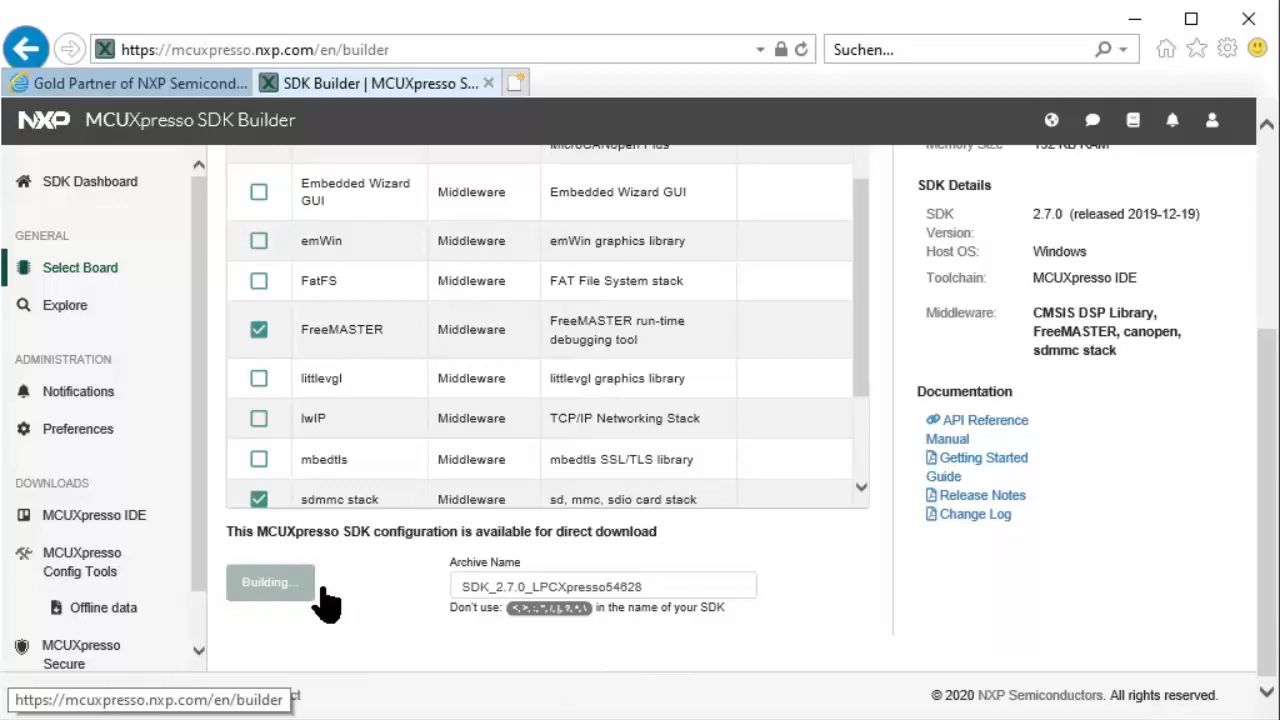 https://mcuxpresso.nxp.com/en/builder
Suchen...
Gold Partner of NXP Semicond...
SDK Builder | MCUXpresso S...
NXP MCUXpresso SDK Builder
SDK Dashboard
GENERAL
Select Board
Explore
ADMINISTRATION
Notifications
Preferences
DOWNLOADS
MCUXpresso IDE
MCUXpresso
Config Tools
Offline data
MCUXpresso
Secure
MicroCANopen Plus
Embedded Wizard
GUI
Middleware
Embedded Wizard GUI
emWin
Middleware
emWin graphics library
FatFS
Middleware
FAT File System stack
FreeMASTER
Middleware
FreeMASTER run-time
debugging tool
littlevgl
Middleware
littlevgl graphics library
lwIP
Middleware
TCP/IP Networking Stack
mbedtls
Middleware
mbedtls SSL/TLS library
sdmmc stack
Middleware
sd, mmc, sdio card stack
This MCUXpresso SDK configuration is available for direct download
Building...
Archive Name
SDK_2.7.0_LPCXpresso54628
Don't use:
in the name of your SDK
Memory Size
192 KB RAM
SDK Details
SDK
Version:
2.7.0 (released 2019-12-19)
Host OS:
Windows
Toolchain:
MCUXpresso IDE
Middleware:
CMSIS DSP Library,
FreeMASTER, canopen,
sdmmc stack
Documentation
API Reference
Manual
Getting Started
Guide
Release Notes
Change Log
https://mcuxpresso.nxp.com/en/builder
© 2020 NXP Semiconductors. All rights reserved.